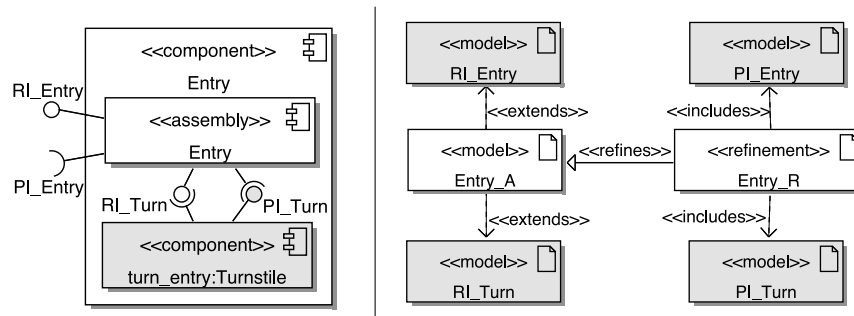 <<component>>
Entry
RI_Entry
<<assembly>>
Entry
PI_Entry
RI_Turn
PI_Turn
<<component>>
turn_entry:Turnstile
<<model>>
RI_Entry
<<model>>
PI_Entry
<<extends>>
<<includes>>
<<model>>
Entry_A
<<refines>>
<<refinement>>
Entry_R
<<extends>>
<<includes>>
<<model>>
RI_Turn
<<model>>
PI_Turn